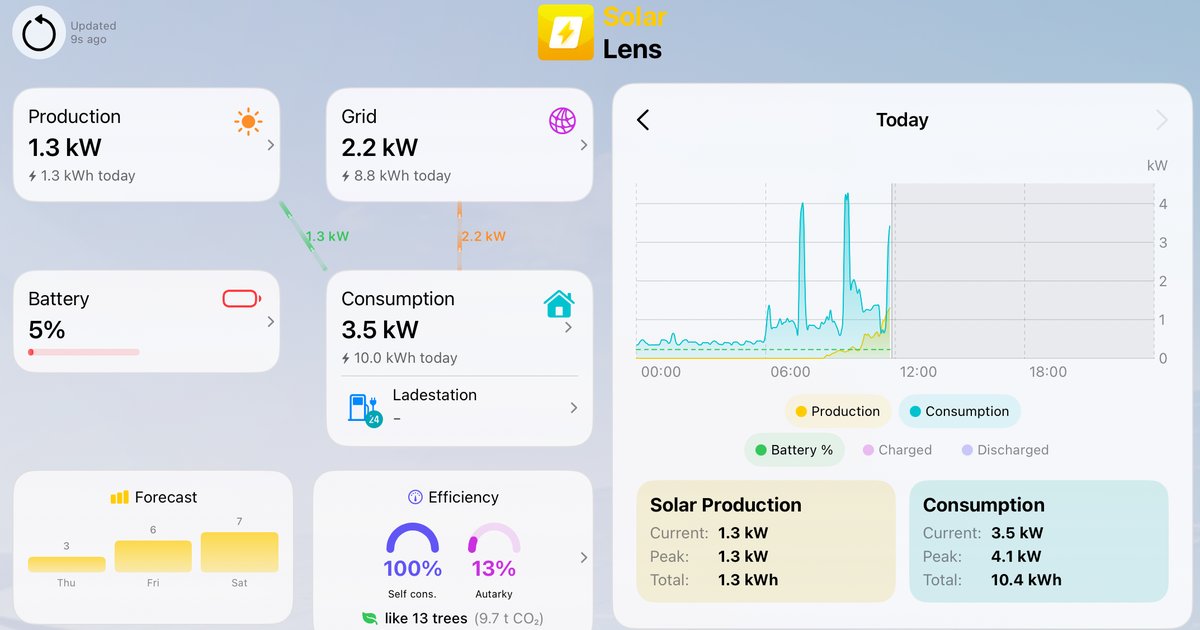 Updated
9s ago
Solar
Lens
Production
1.3 kW
1.3 kWh today
Grid
2.2 kW
8.8 kWh today
1.3 kW
2.2 kW
Battery
5%
Consumption
3.5 kW
10.0 kWh today
Ladestation
24
–
Forecast
3
6
7
Thu
Fri
Sat
Efficiency
100%
13%
Self cons.
Autarky
like 13 trees (9.7 t CO₂)
Today
kW
4
3
2
1
0
00:00
06:00
12:00
18:00
Production
Consumption
Battery %
Charged
Discharged
Solar Production
Current: 1.3 kW
Peak: 1.3 kW
Total: 1.3 kWh
Consumption
Current: 3.5 kW
Peak: 4.1 kW
Total: 10.4 kWh